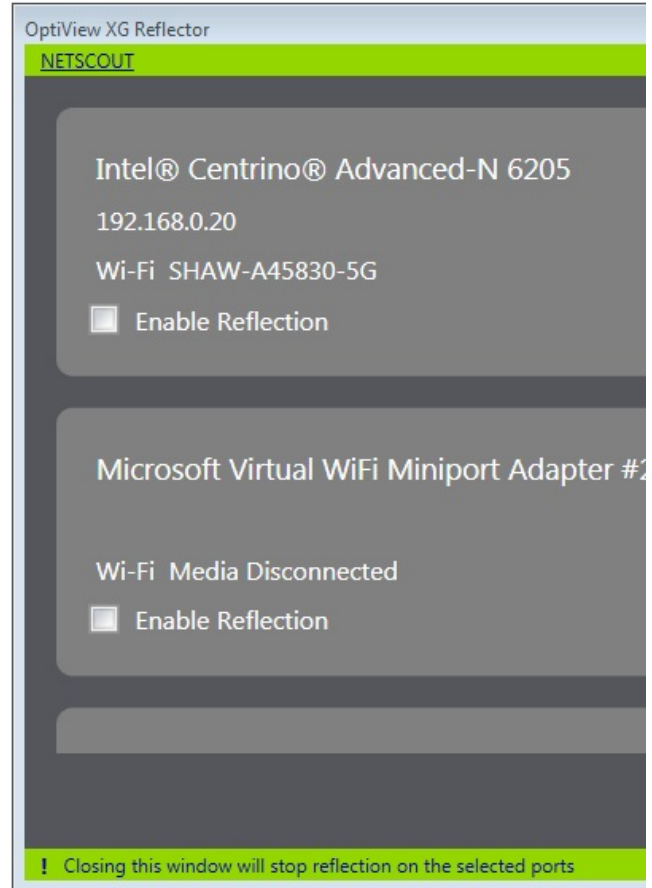 OptiView XG Reflector
NETSCOUT
Intel® Centrino® Advanced-N 6205
192.168.0.20
Wi-Fi SHAW-A45830-5G
Enable Reflection
Microsoft Virtual WiFi Miniport Adapter #2
Wi-Fi Media Disconnected
Enable Reflection
! Closing this window will stop reflection on the selected ports